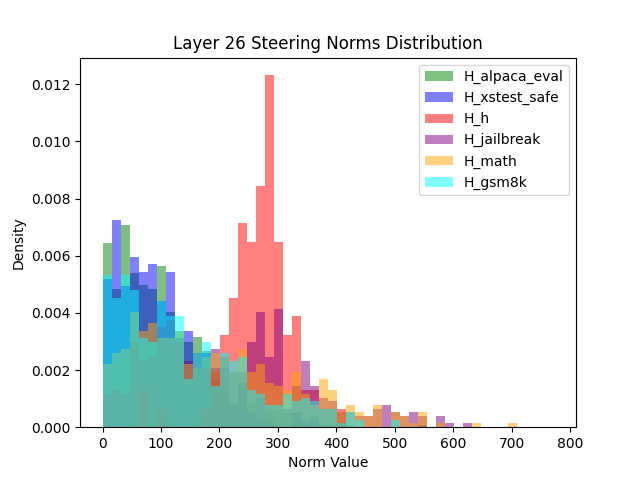 Layer 26 Steering Norms Distribution
0.012
0.010
0.008
0.006
0.004
0.002
0.000
Density
H_alpaca_eval
H_xstest_safe
H_h
H_jailbreak
H_math
H_gsm8k
0 100 200 300 400 500 600 700 800
Norm Value